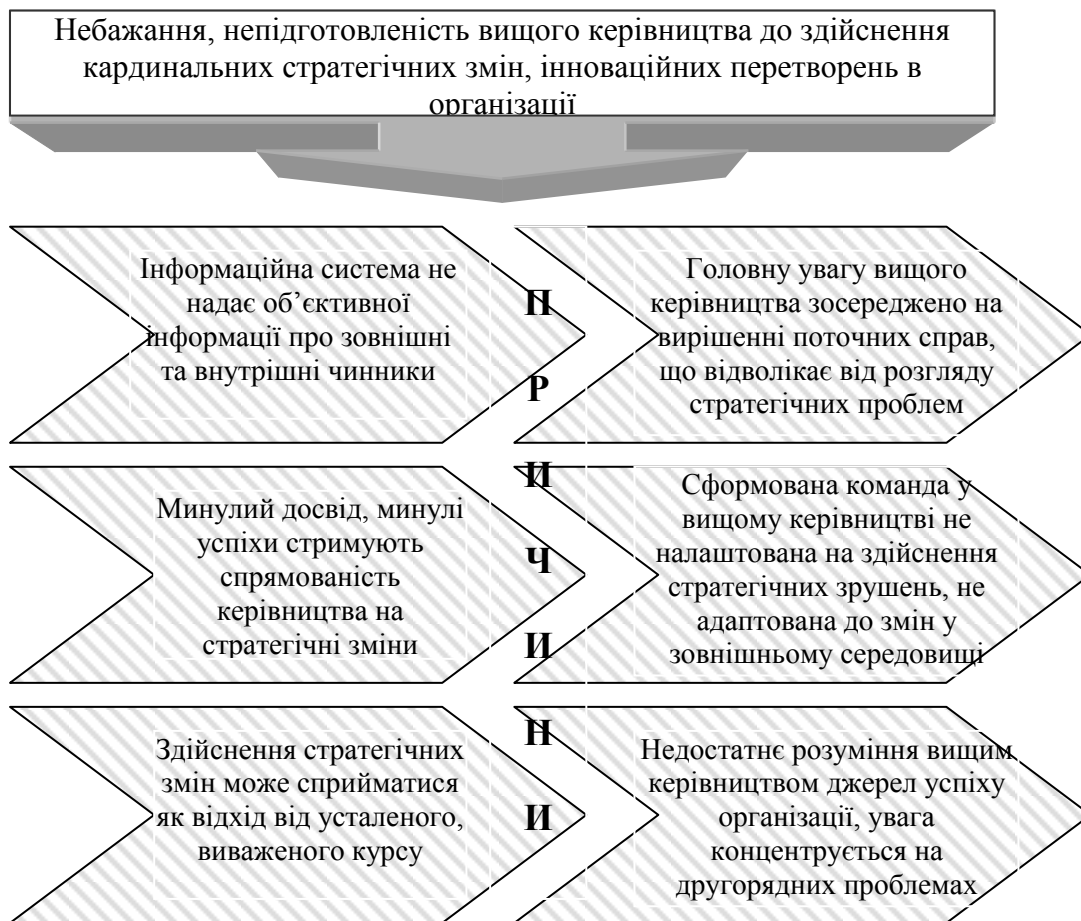 Небажання, непідготовленість вищого керівництва до здійснення
кардинальних стратегічних змін, інноваційних перетворень в
організації
Інформаційна система не
надає об’єктивної
інформації про зовнішні
та внутрішні чинники
Головну увагу вищого
керівництва зосереджено на
вирішенні поточних справ,
що відволікає від розгляду
стратегічних проблем
Минулий досвід, минулі
успіхи стримують
спрямованість
керівництва на
стратегічні зміни
Сформована команда у
вищому керівництві не
налаштована на здійснення
стратегічних зрушень, не
адаптована до змін у
зовнішньому середовищі
Здійснення стратегічних
змін може сприйматися
як відхід від усталеного,
виваженого курсу
Недостатнє розуміння вищим
керівництвом джерел успіху
організації, увага
концентрується на
другорядних проблемах
П
Р
И
Ч
И
Н
И